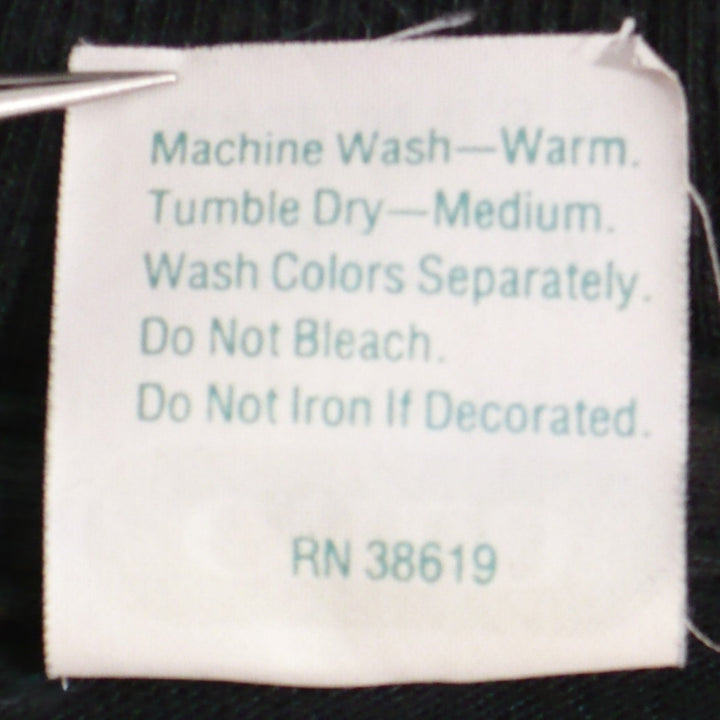 Machine Wash—Warm.
Tumble Dry—Medium.
Wash Colors Separately.
Do Not Bleach.
Do Not Iron If Decorated.
RN 38619